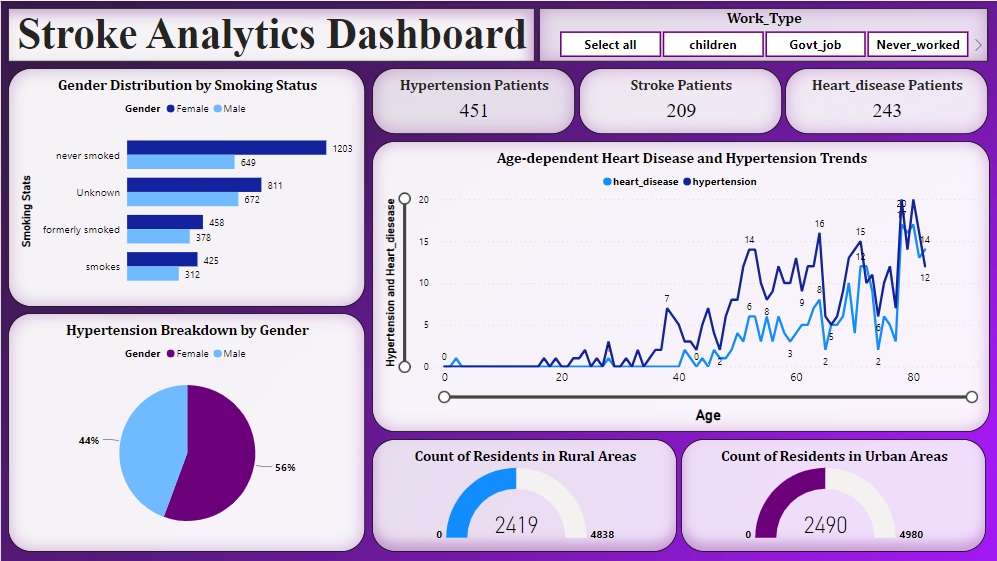 Stroke Analytics Dashboard
Work_Type
Select all
children
Govt_job
Never_worked
Gender Distribution by Smoking Status
Gender Female Male
Smoking Stats
never smoked
1203
649
Unknown
811
672
formerly smoked
458
378
smokes
425
312
Hypertension Patients
451
Stroke Patients
209
Heart_disease Patients
243
Age-dependent Heart Disease and Hypertension Trends
heart_disease hypertension
Hypertension and Heart_diesease
20
15
10
5
0
0
7
0
2
14
6
8
3
9
16
8
2
5
15
12
6
2
20
14
12
0 20 40 60 80
Age
Hypertension Breakdown by Gender
Gender Female Male
44%
56%
Count of Residents in Rural Areas
2419
0 4838
Count of Residents in Urban Areas
2490
0 4980